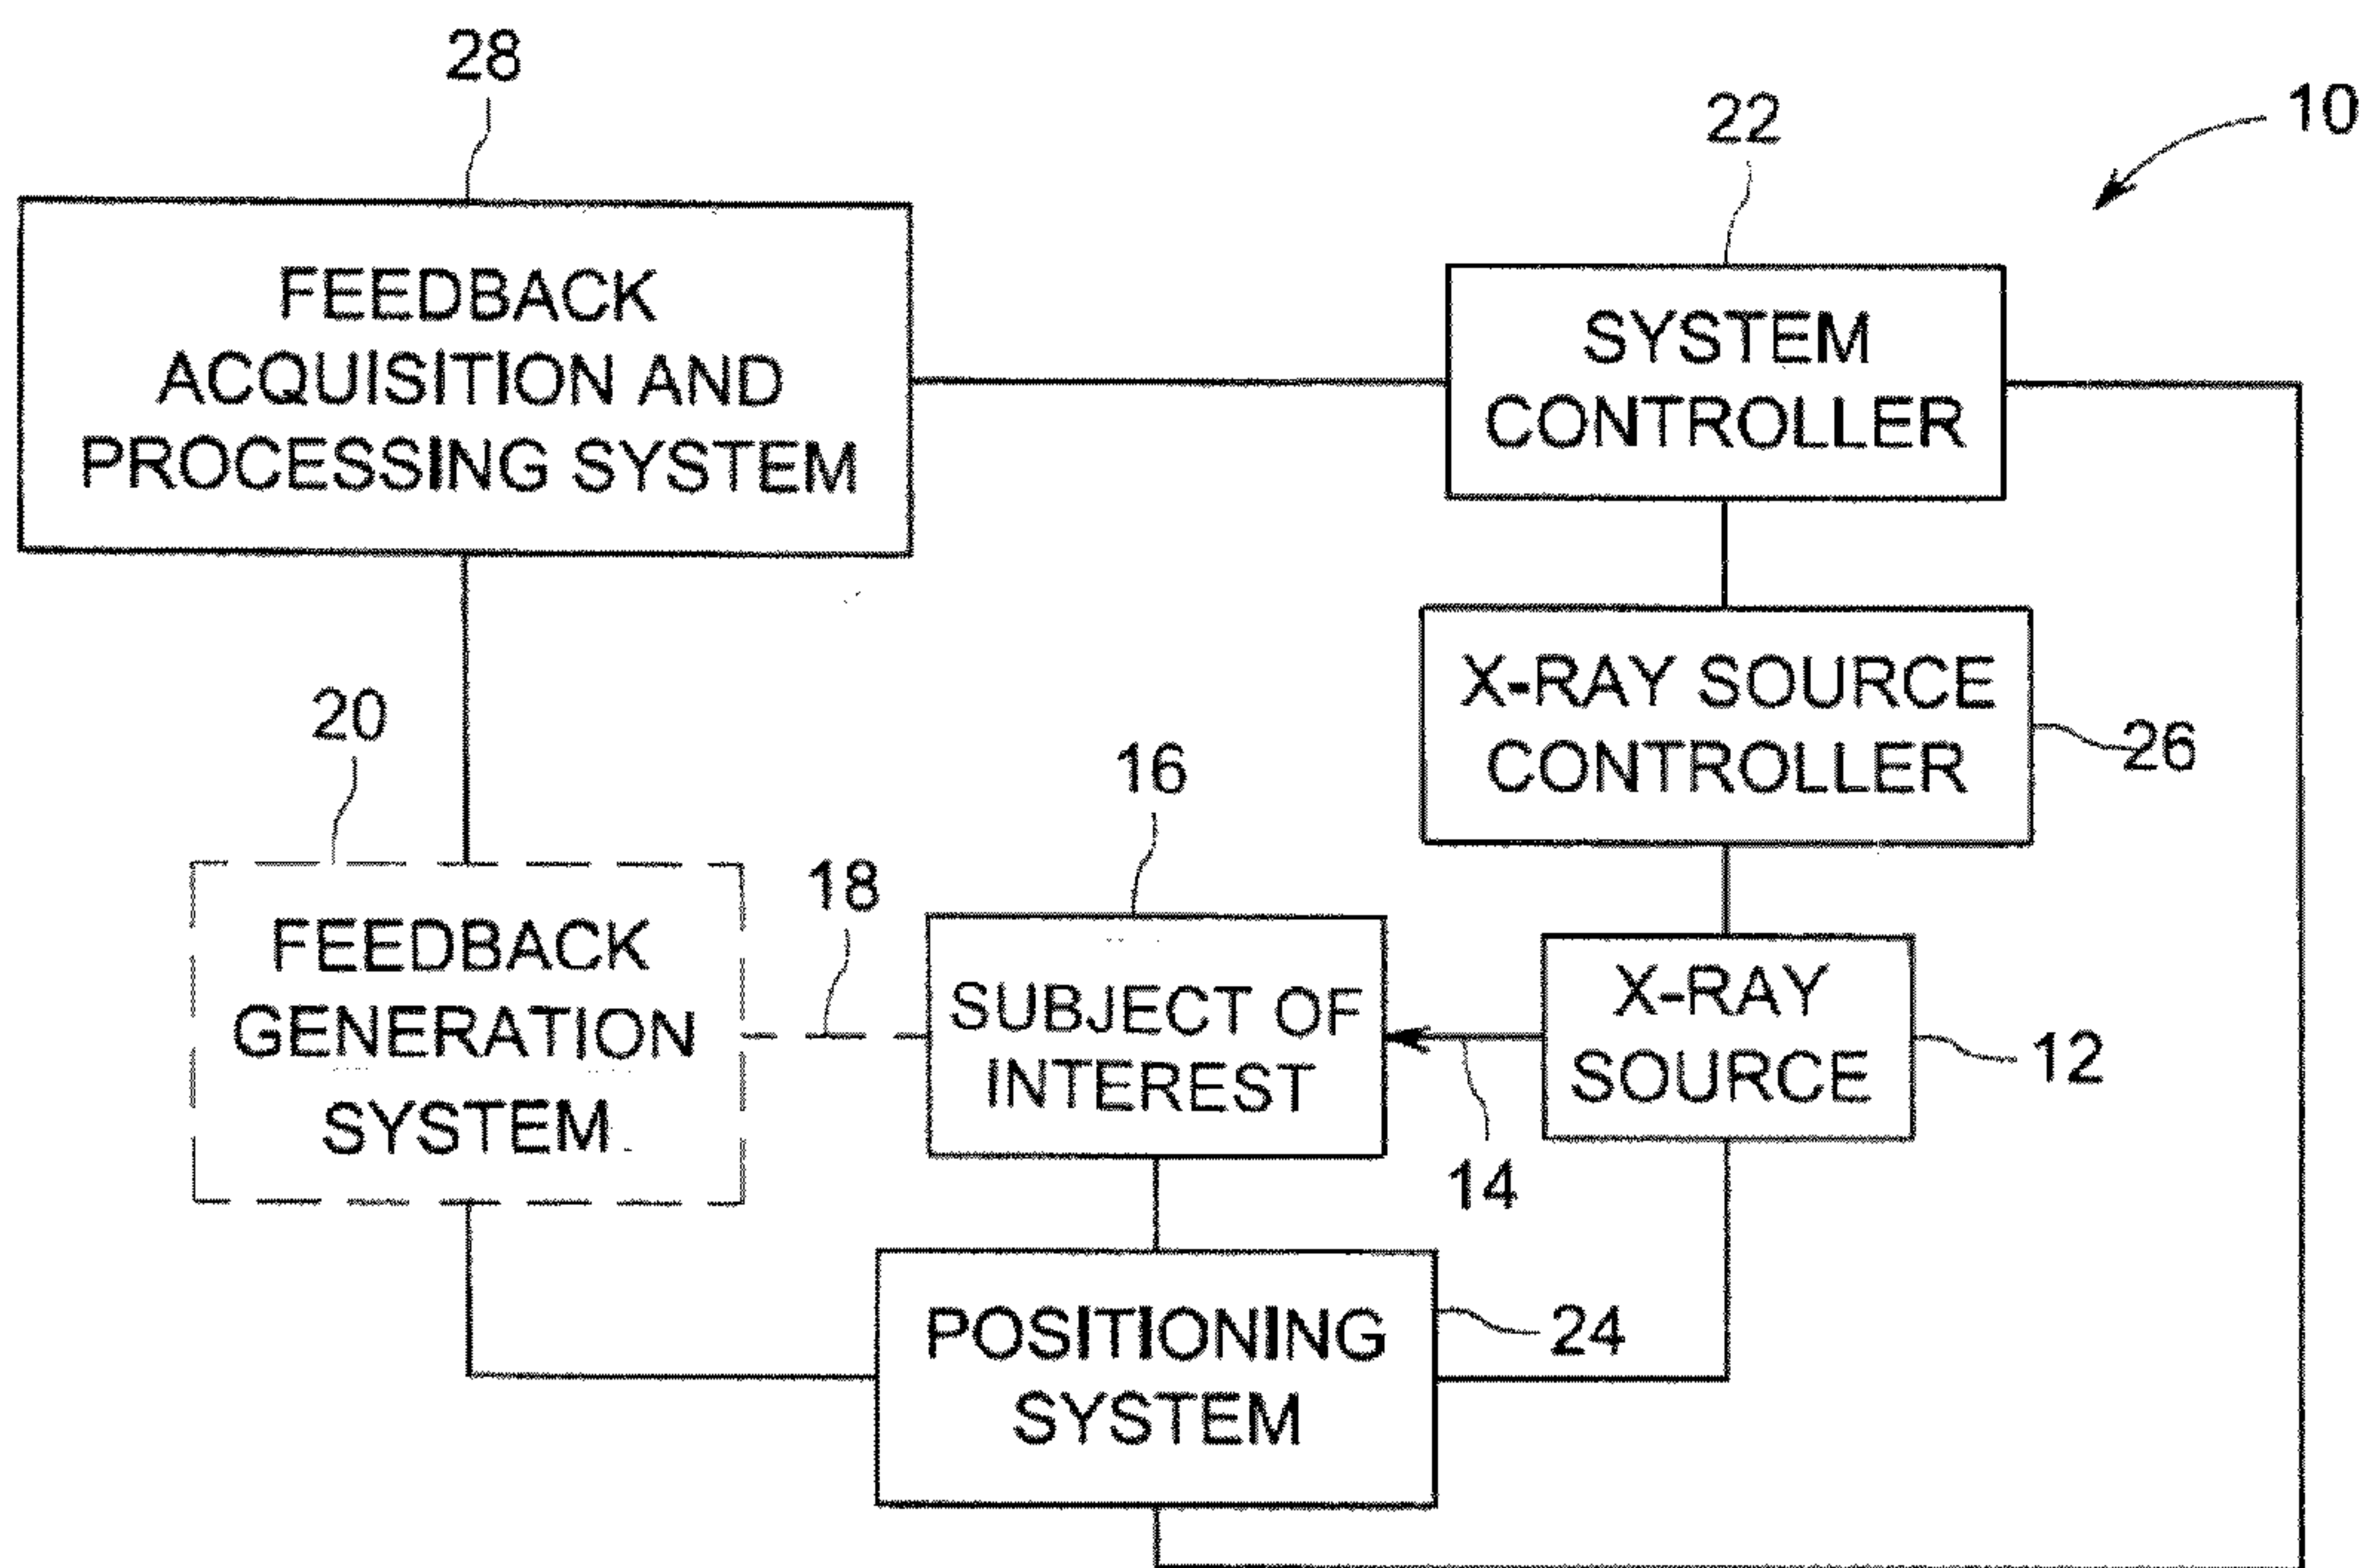 28
10
22
FEEDBACK
ACQUISITION AND
PROCESSING SYSTEM
SYSTEM
CONTROLLER
X-RAY SOURCE
CONTROLLER
26
20
16
18
FEEDBACK
GENERATION
SYSTEM
SUBJECT OF
INTEREST
X-RAY
SOURCE
12
14
POSITIONING
SYSTEM
24